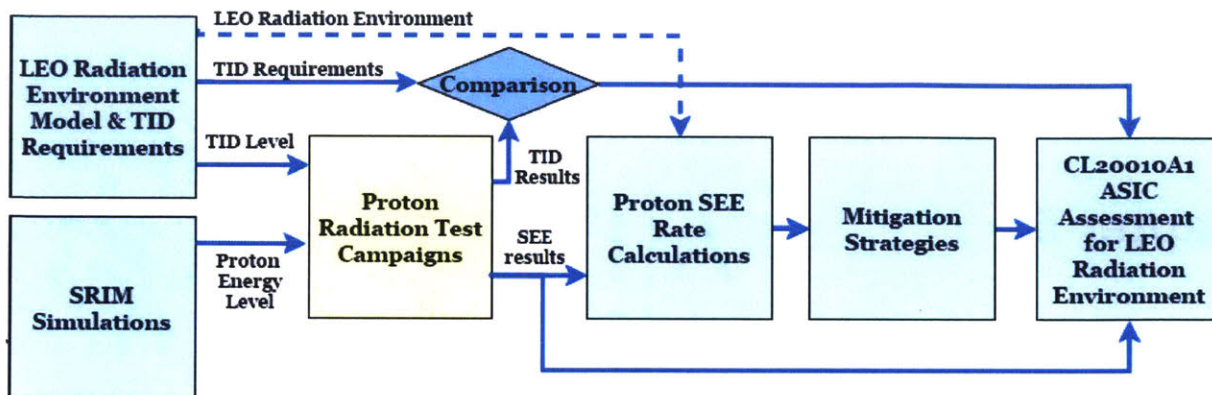 LEO Radiation Environment
LEO Radiation
Environment
Model & TID
Requirements
TID Requirements
Comparison
TID Level
TID
Results
Proton
Radiation Test
Campaigns
SEE
results
Proton
Energy
Level
SRIM
Simulations
Proton SEE
Rate
Calculations
Mitigation
Strategies
CL20010A1
ASIC
Assessment
for LEO
Radiation
Environment